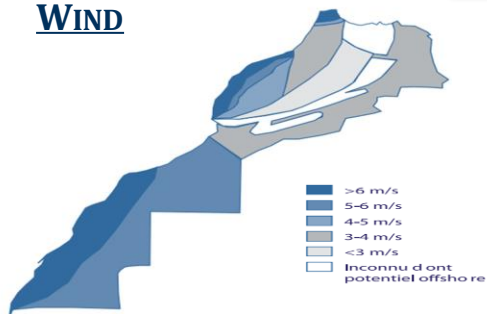 WIND
>6 m/s
5-6 m/s
4-5 m/s
3-4 m/s
<3 m/s
Inconnu d ont
potentiel offsho re